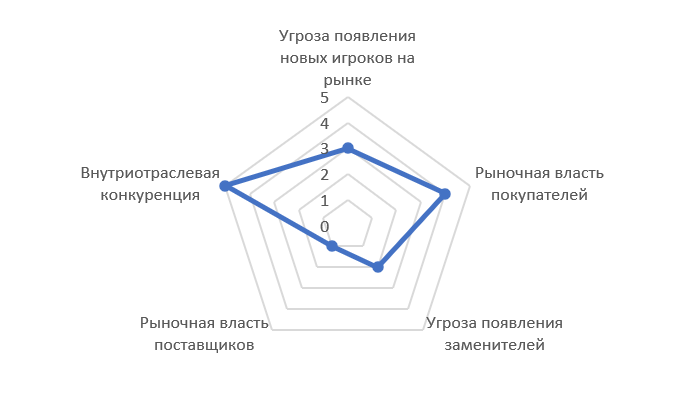 Угроза появления
новых игроков на
рынке
5
4
3
2
1
0
Внутриотраслевая
конкуренция
Рыночная власть
покупателей
Рыночная власть
поставщиков
Угроза появления
заменителей